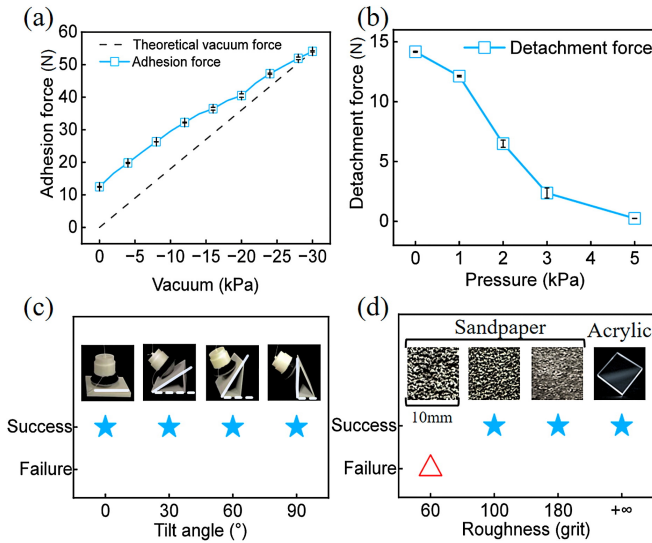 (a)
60
50
40
30
20
10
0
Adhesion force (N)
Theoretical vacuum force
Adhesion force
0 −5 −10 −15 −20 −25 −30
Vacuum (kPa)
(b)
15
10
5
0
Detachment force (N)
Detachment force
0 1 2 3 4 5
Pressure (kPa)
(c)
Success
Failure
0 30 60 90
Tilt angle (°)
(d)
Sandpaper Acrylic
10mm
Success
Failure
60 100 180 +∞
Roughness (grit)